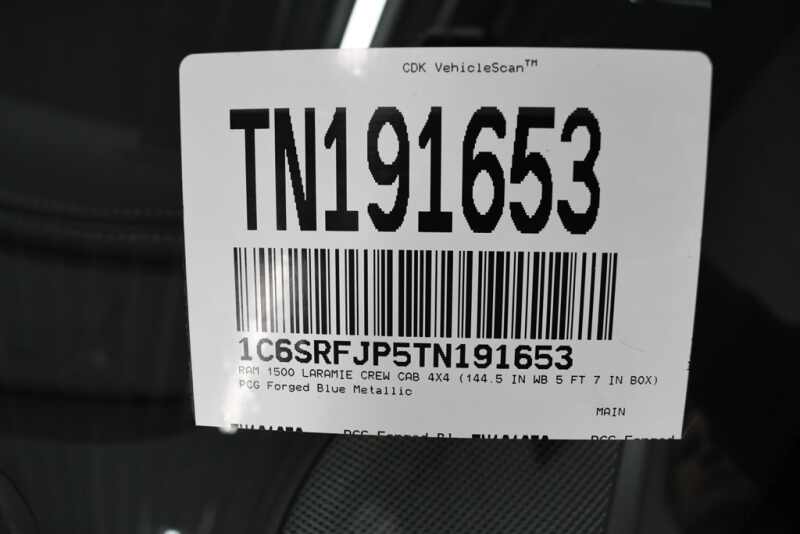 CDK VehicleScan™
TN191653
1C6SRFJP5TN191653
RAM 1500 LARAMIE CREW CAB 4X4 (144.5 IN WB 5 FT 7 IN BOX)
PCG Forged Blue Metallic
MAIN